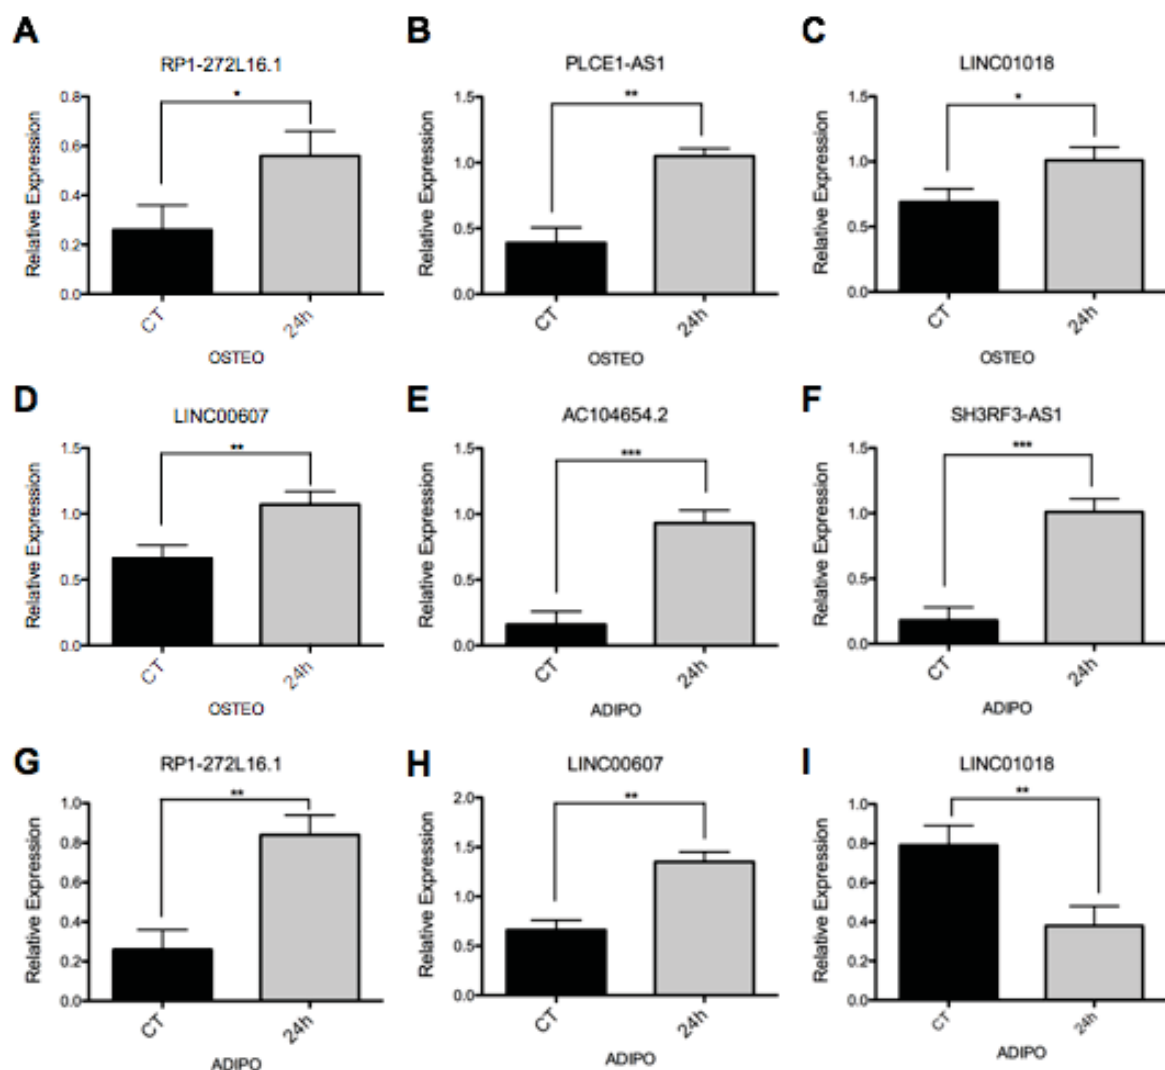 A
RP1-272L16.1
Relative Expression
0.8
0.6
0.4
0.2
0.0
*
CT
24h
OSTEO
B
PLCE1-AS1
Relative Expression
1.5
1.0
0.5
0.0
**
CT
24h
OSTEO
C
LINC01018
Relative Expression
1.5
1.0
0.5
0.0
*
CT
24h
OSTEO
D
LINC00607
Relative Expression
1.5
1.0
0.5
0.0
**
CT
24h
OSTEO
E
AC104654.2
Relative Expression
1.5
1.0
0.5
0.0
***
CT
24h
ADIPO
F
SH3RF3-AS1
Relative Expression
1.5
1.0
0.5
0.0
***
CT
24h
ADIPO
G
RP1-272L16.1
Relative Expression
1.0
0.8
0.6
0.4
0.2
0.0
**
CT
24h
ADIPO
H
LINC00607
Relative Expression
2.0
1.5
1.0
0.5
0.0
**
CT
24h
ADIPO
I
LINC01018
Relative Expression
1.0
0.8
0.6
0.4
0.2
0.0
**
CT
24h
ADIPO